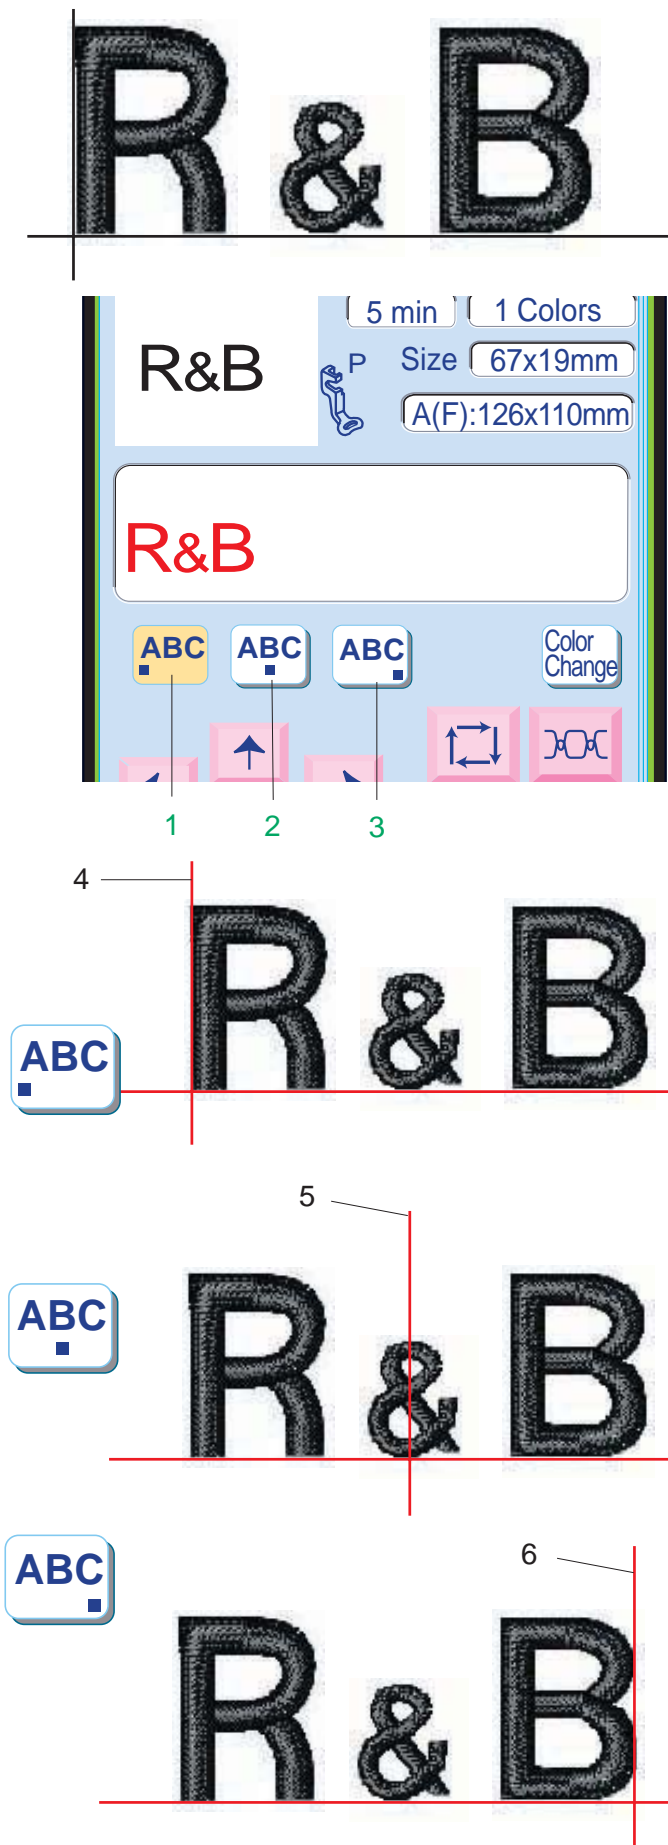 R & B
5 min
1 Colors
R&B
P
Size
67x19mm
A(F):126x110mm
R&B
ABC
ABC
ABC
Color
Change
1
2
3
4
R & B
ABC
5
ABC
R & B
ABC
6
R & B